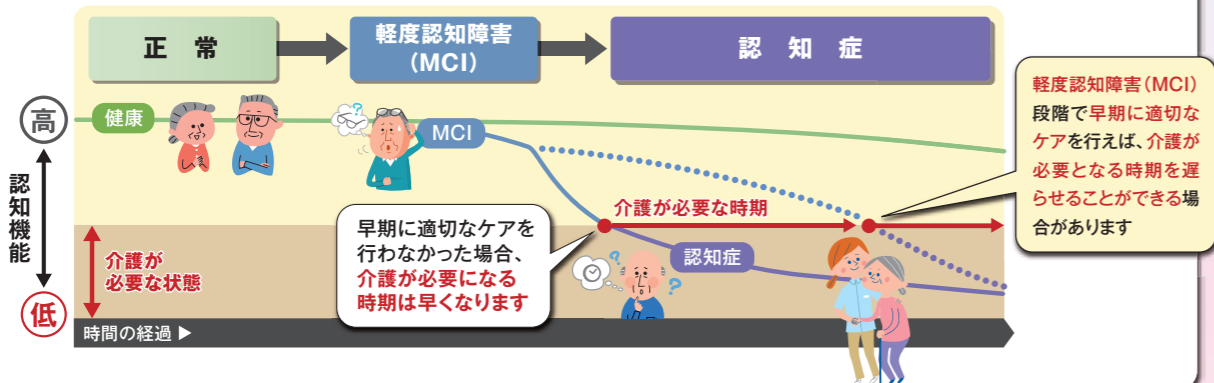 正常
軽度認知障害
(MCI)
認知症
高
認知機能
低
健康
?
MCI
介護が
必要な状態
早期に適切なケアを
行わなかった場合、
介護が必要になる
時期は早くなります
介護が必要な時期
認知症
?
?
軽度認知障害(MCI)
段階で早期に適切な
ケアを行えば、介護が
必要となる時期を遅
らせることができる場
合があります
時間の経過 ▶